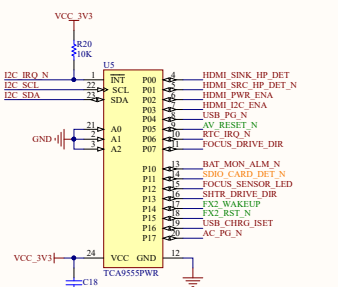 VCC_3V3
R20
10K
U5
I2C_IRQ_N 1 INT P00 4 HDMI_SINK_HP_DET
I2C_SCL 22 SCL P01 5 HDMI_SRC_HP_DET_N
I2C_SDA 23 SDA P02 6 HDMI_PWR_ENA
P03 7 HDMI_I2C_ENA
P04 8 USB_PG_N
21 A0 P05 9 AV_RESET_N
GND 2 A1 P06 10 RTC_IRQ_N
3 A2 P07 11 FOCUS_DRIVE_DIR
P10 13 BAT_MON_ALM_N
P11 14 SDIO_CARD_DET_N
P12 15 FOCUS_SENSOR_LED
P13 16 SHTR_DRIVE_DIR
P14 17 FX2_WAKEUP
P15 18 FX2_RST_N
P16 19 USB_CHRG_ISET
P17 20 AC_PG_N
VCC_3V3 24 VCC GND 12
TCA9555PWR
C18